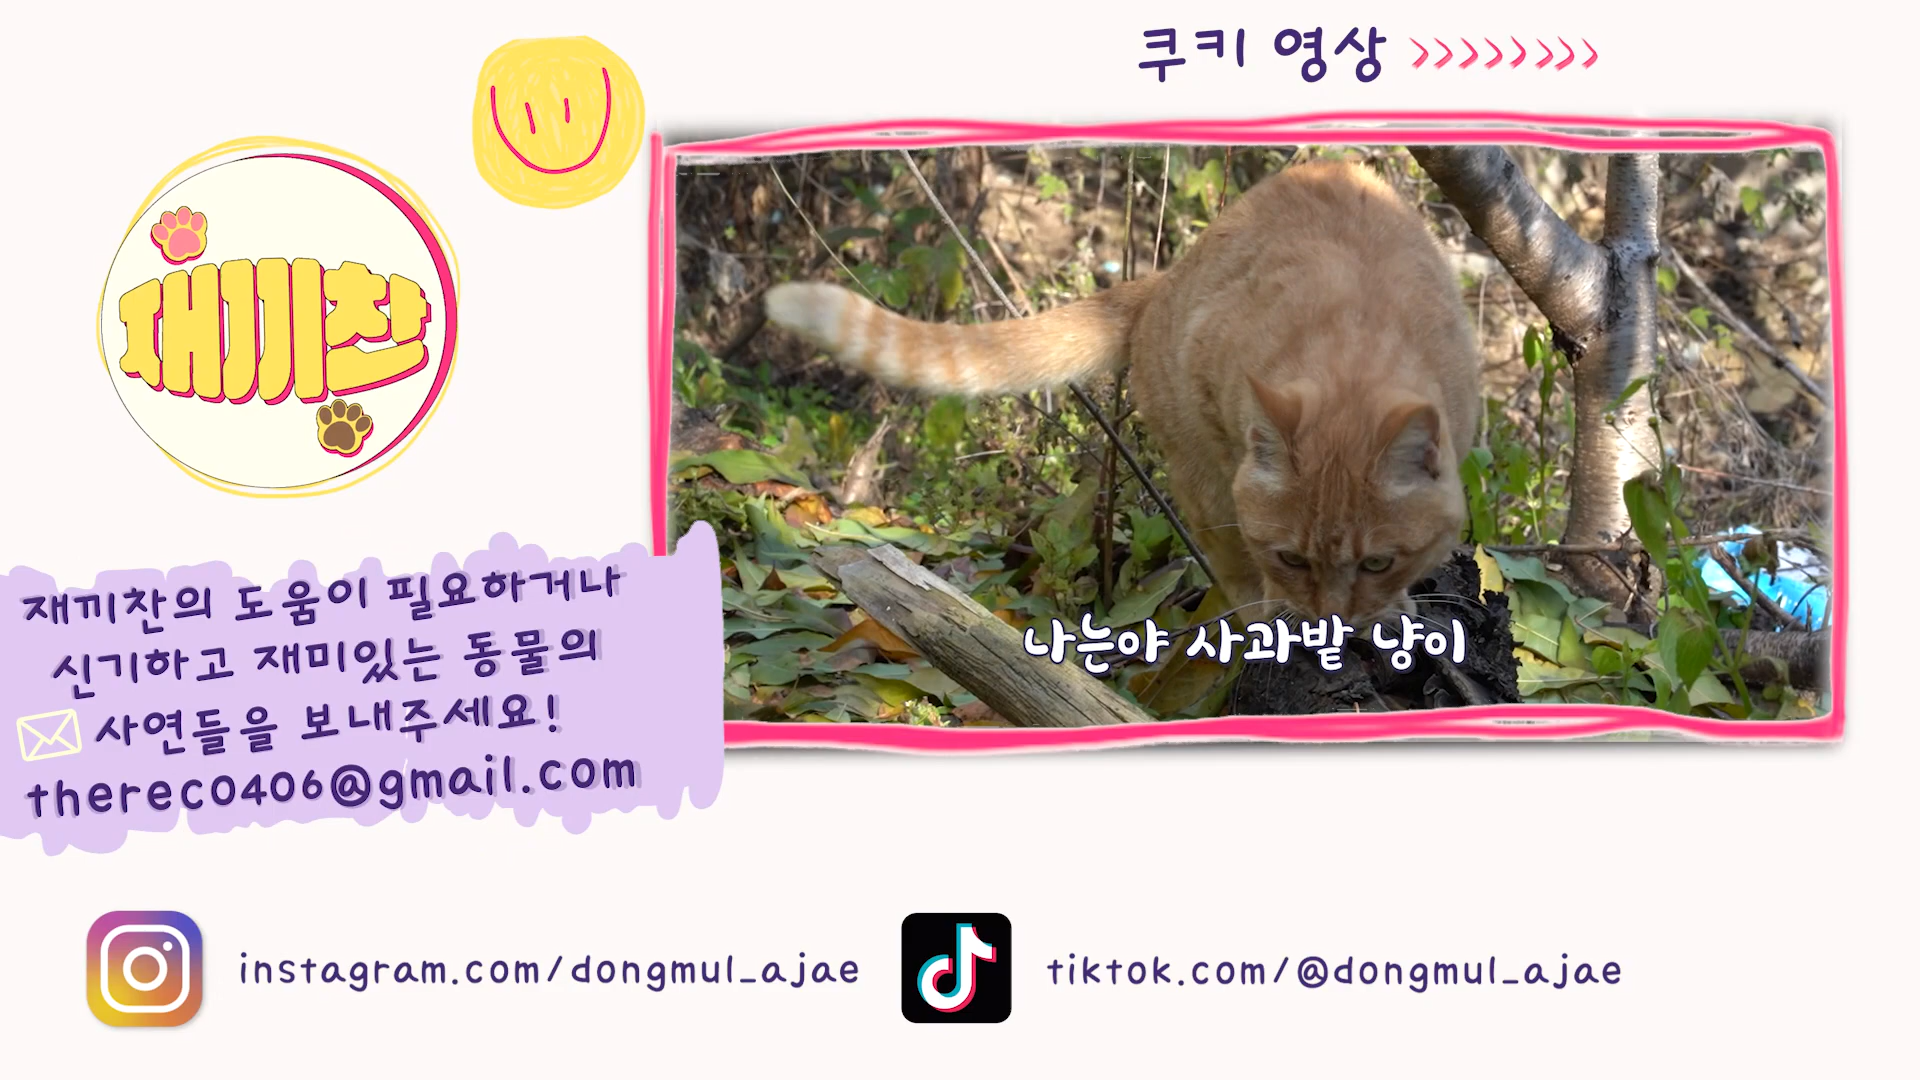 쿠키 영상 >>>>>>>>
재끼찬
나는야 사과밭 냥이
재끼찬의 도움이 필요하거나
신기하고 재미있는 동물의
사연들을 보내주세요!
thereco406@gmail.com
instagram.com/dongmul_ajae
tiktok.com/@dongmul_ajae